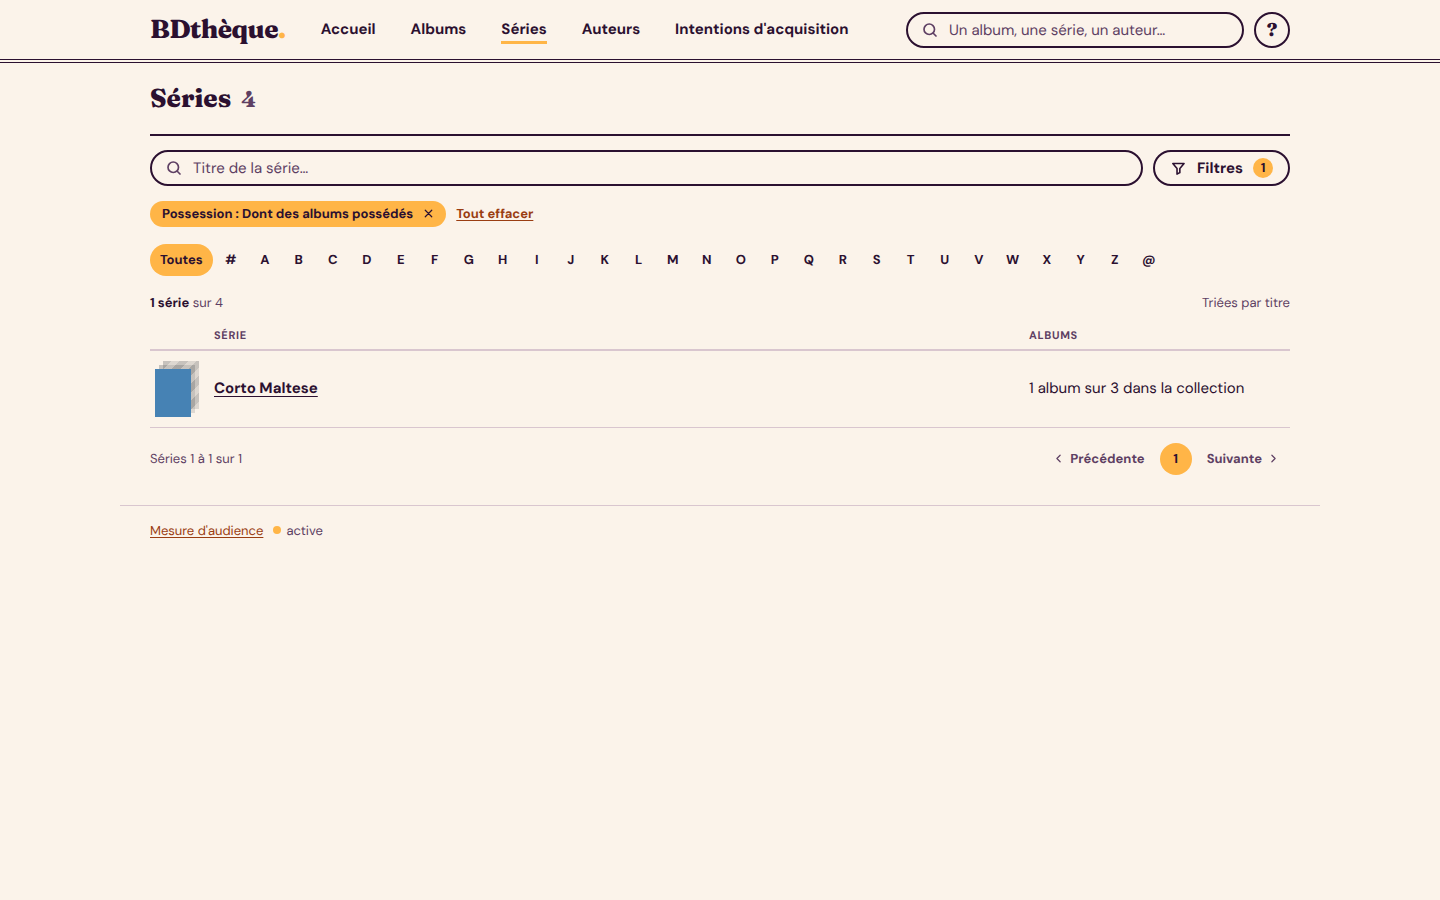 BDthèque.
Accueil
Albums
Séries
Auteurs
Intentions d'acquisition
Un album, une série, un auteur...
?
Séries 4
Titre de la série...
Filtres 1
Possession : Dont des albums possédés ×
Tout effacer
Toutes # A B C D E F G H I J K L M N O P Q R S T U V W X Y Z @
1 série sur 4
Triées par titre
SÉRIE
ALBUMS
Corto Maltese
1 album sur 3 dans la collection
Séries 1 à 1 sur 1
Précédente
1
Suivante
Mesure d'audience
active